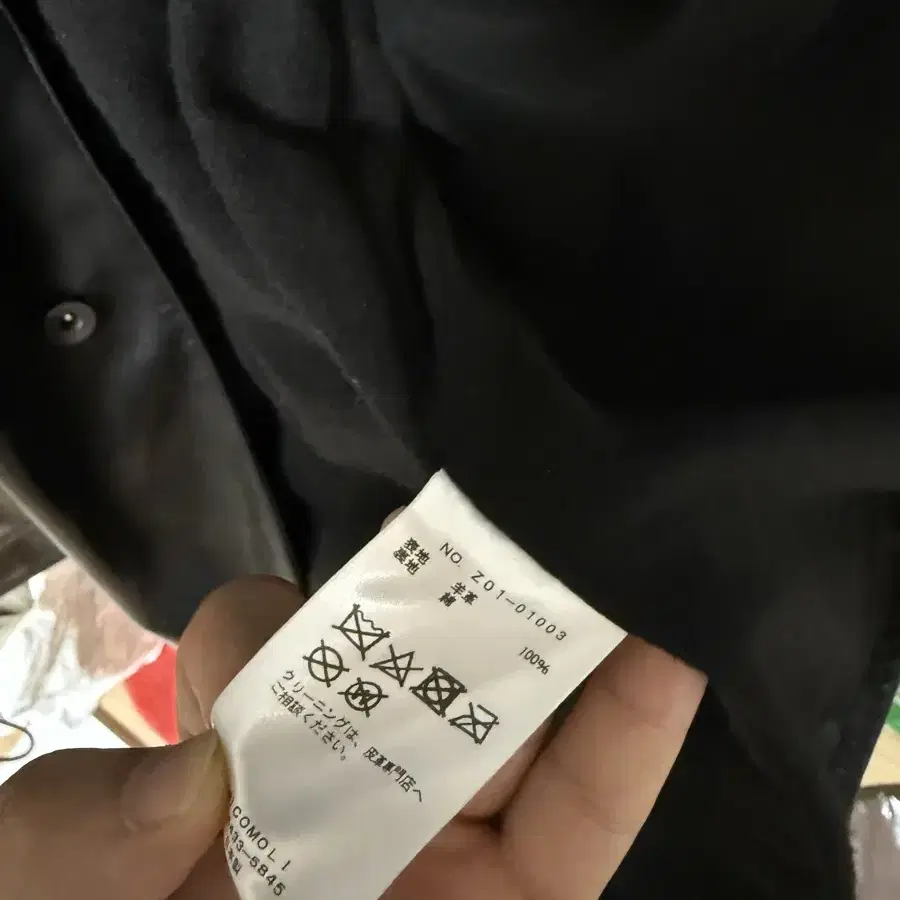 NO. Z01-01003
表地 羊革
裏地 綿 100%
クリーニングは、皮革専門店へ
ご相談ください。
COMOLI
-5845